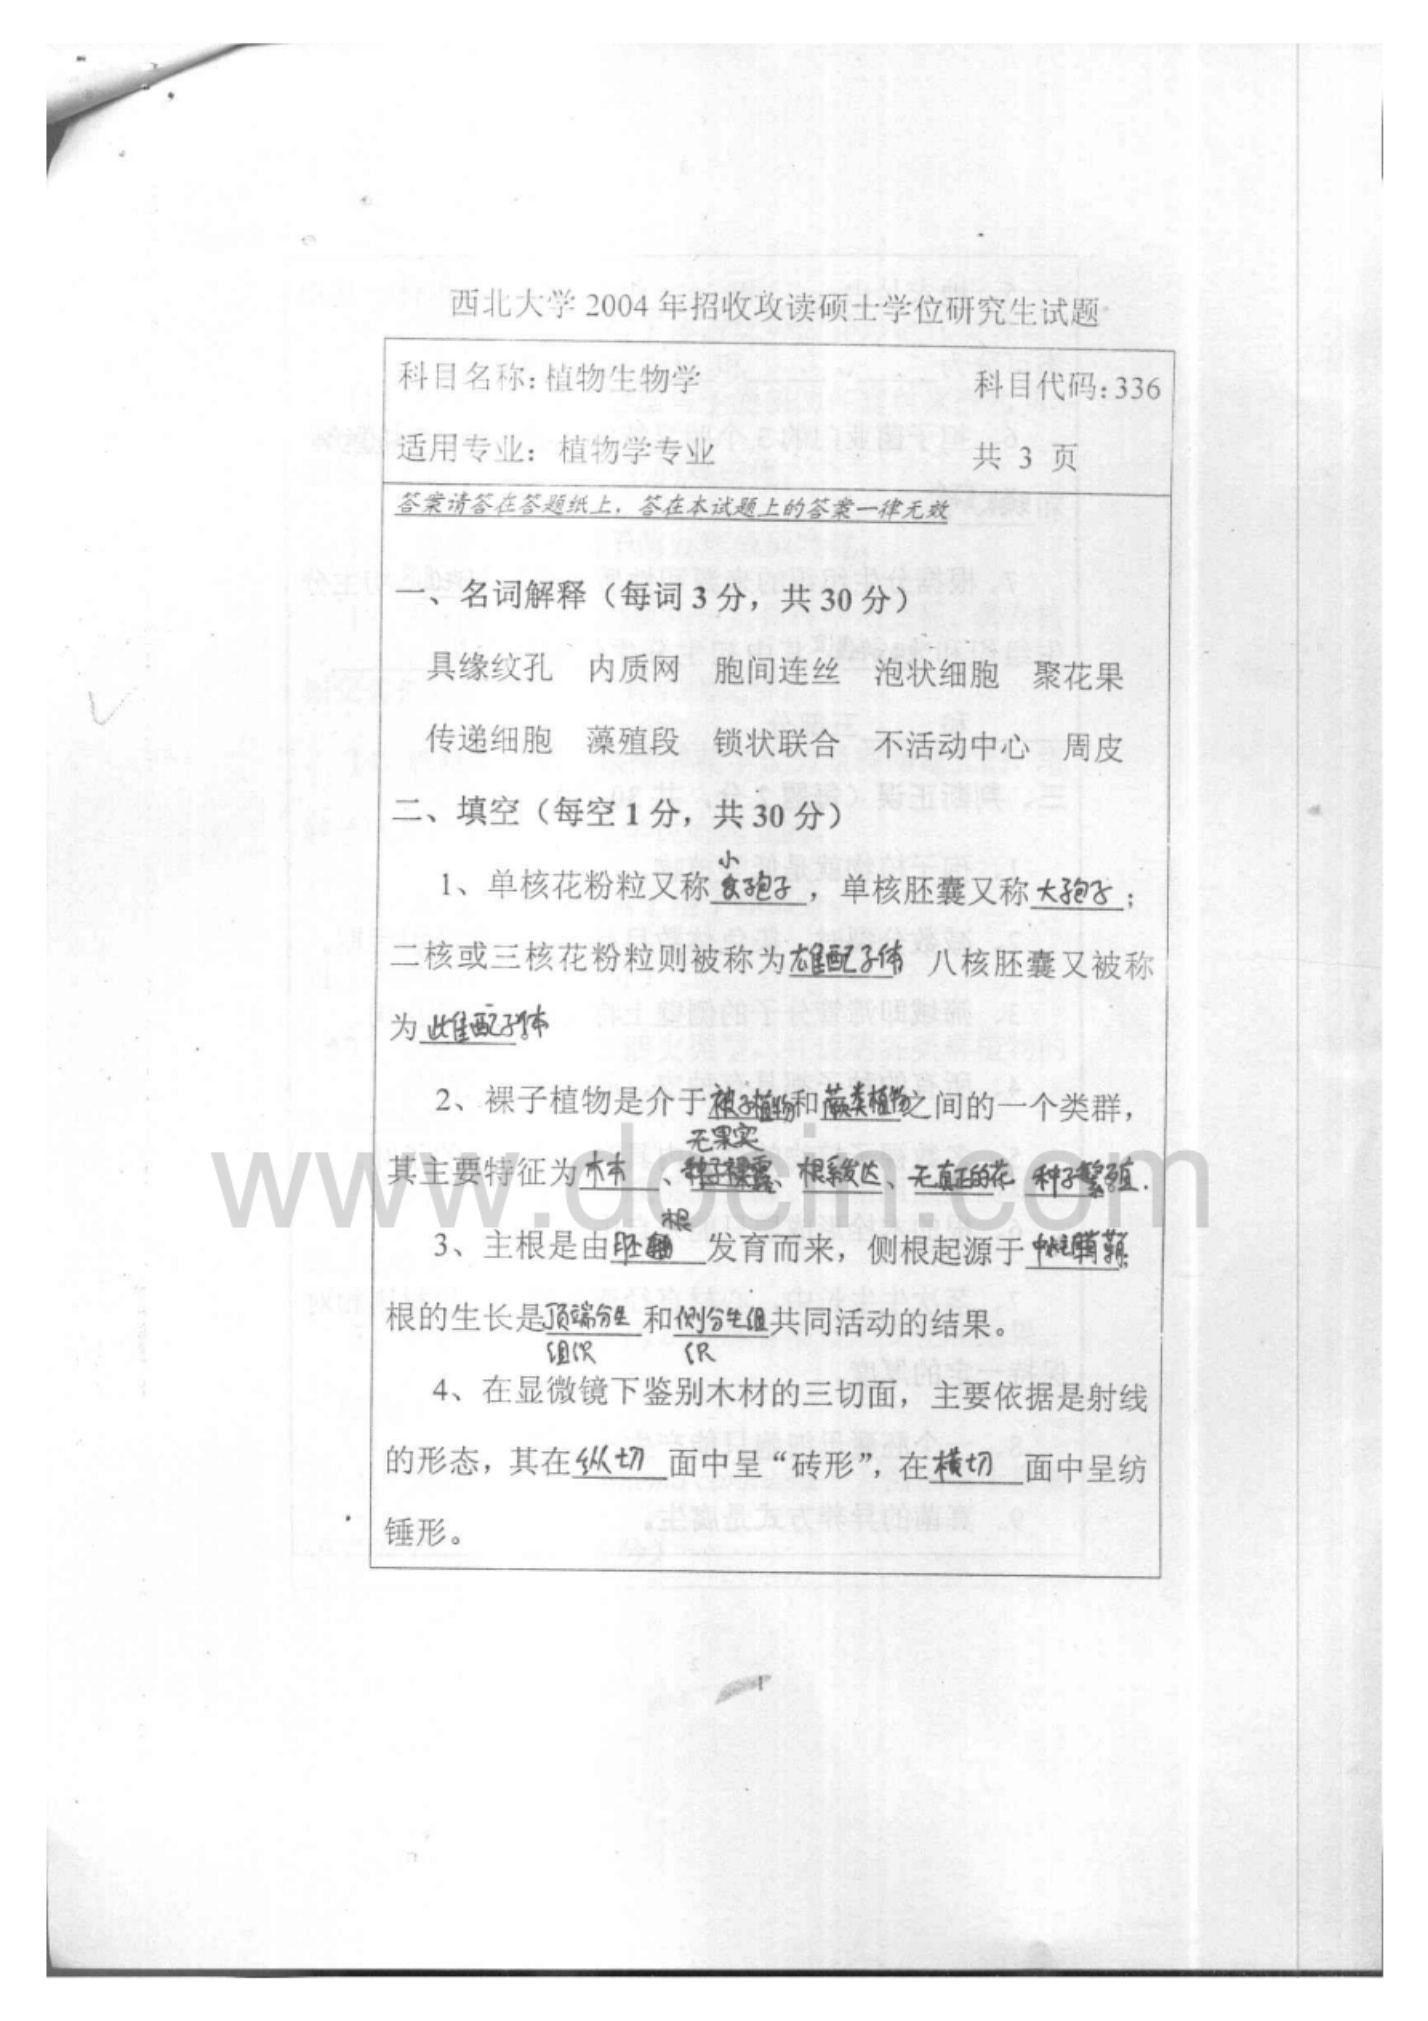 西北大学 2004 年招收攻读硕士学位研究生试题
科目名称: 植物生物学 科目代码: 336
适用专业: 植物学专业 共 3 页
答案请答在答题纸上，答在本试题上的答案一律无效
一、名词解释（每词 3 分，共 30 分）
具缘纹孔 内质网 胞间连丝 泡状细胞 聚花果
传递细胞 藻殖段 锁状联合 不活动中心 周皮
二、填空（每空 1 分，共 30 分）
1、单核花粉粒又称小孢子，单核胚囊又称大孢子；
二核或三核花粉粒则被称为雄配子体 八核胚囊又被称
为雌配子体
2、裸子植物是介于被子植物和蕨类植物之间的一个类群，
无果实
其主要特征为木本、种子裸露、根系发达、无真正的花 种子繁殖.
3、主根是由胚根发育而来，侧根起源于中柱鞘
根的生长是顶端分生组织和侧分生组织共同活动的结果。
4、在显微镜下鉴别木材的三切面，主要依据是射线
的形态，其在纵切面中呈“砖形”，在横切面中呈纺
锤形。
1
www.docin.com